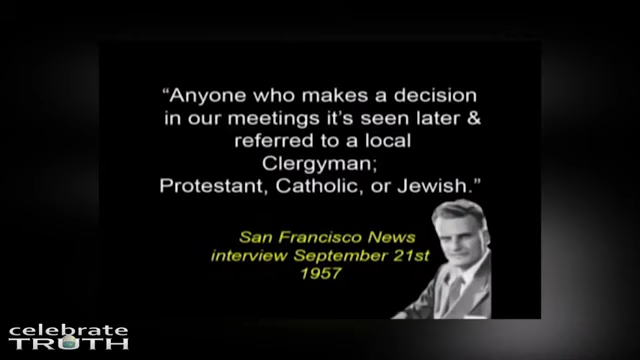 “Anyone who makes a decision
in our meetings it’s seen later &
referred to a local
Clergyman;
Protestant, Catholic, or Jewish.”
San Francisco News
interview September 21st
1957
celebrate
TRUTH